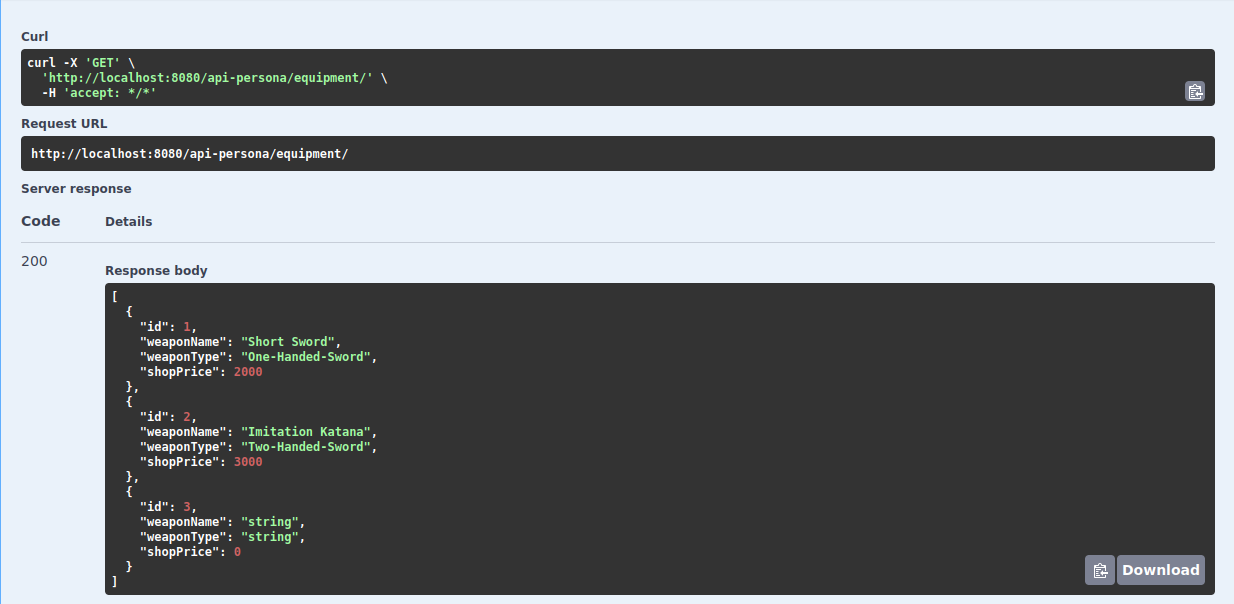 Curl
curl -X 'GET' \
  'http://localhost:8080/api-persona/equipment/' \
  -H 'accept: */*'
Request URL
http://localhost:8080/api-persona/equipment/
Server response
Code Details
200
Response body
[
  {
    "id": 1,
    "weaponName": "Short Sword",
    "weaponType": "One-Handed-Sword",
    "shopPrice": 2000
  },
  {
    "id": 2,
    "weaponName": "Imitation Katana",
    "weaponType": "Two-Handed-Sword",
    "shopPrice": 3000
  },
  {
    "id": 3,
    "weaponName": "string",
    "weaponType": "string",
    "shopPrice": 0
  }
]
Download